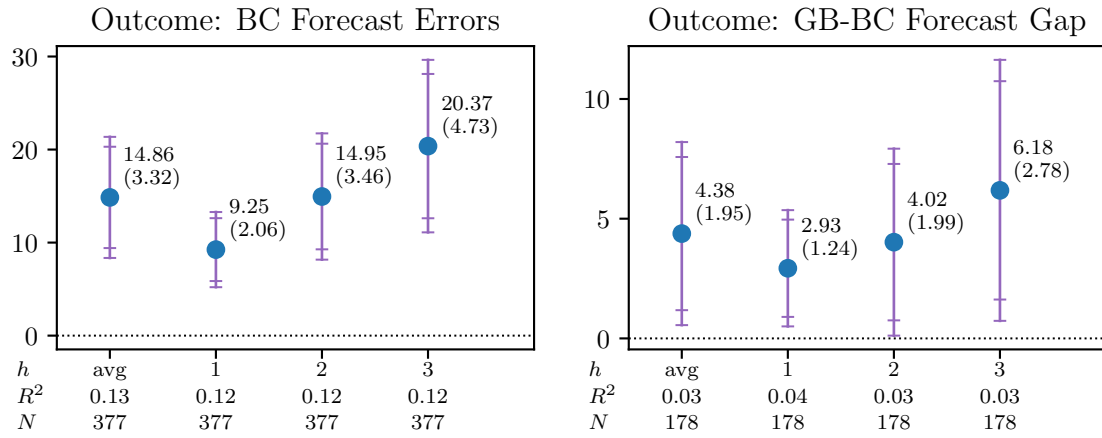 Outcome: BC Forecast Errors
30
20
10
0
14.86
(3.32)
9.25
(2.06)
14.95
(3.46)
20.37
(4.73)
h avg 1 2 3
R² 0.13 0.12 0.12 0.12
N 377 377 377 377
Outcome: GB-BC Forecast Gap
10
5
0
4.38
(1.95)
2.93
(1.24)
4.02
(1.99)
6.18
(2.78)
h avg 1 2 3
R² 0.03 0.04 0.03 0.03
N 178 178 178 178